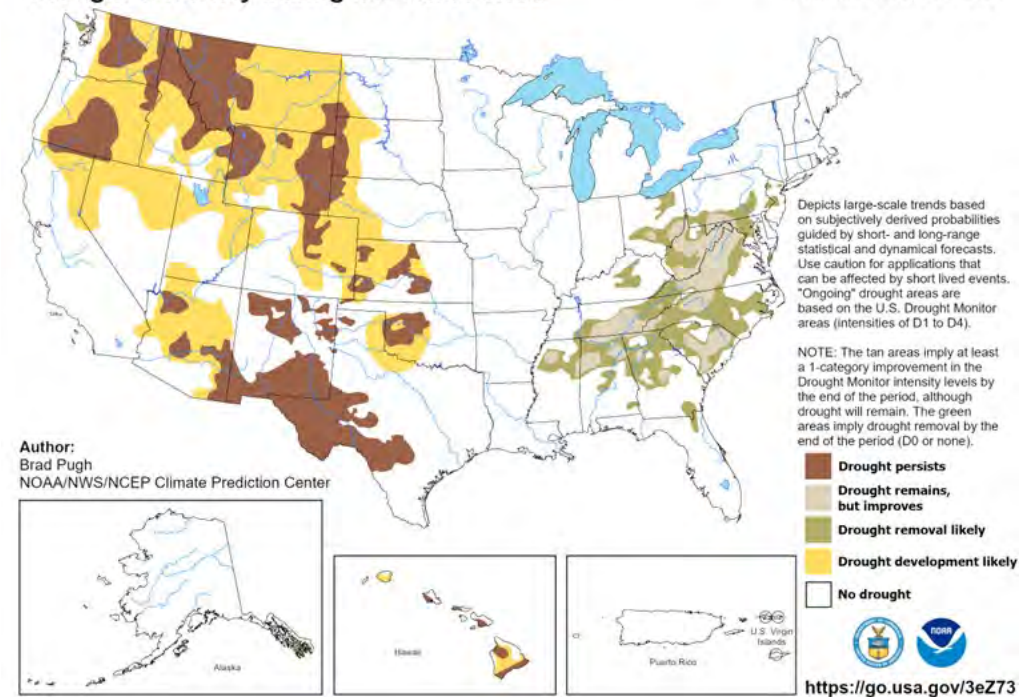 Depicts large-scale trends based
on subjectively derived probabilities
guided by short- and long-range
statistical and dynamical forecasts.
Use caution for applications that
can be affected by short lived events.
"Ongoing" drought areas are
based on the U.S. Drought Monitor
areas (intensities of D1 to D4).
NOTE: The tan areas imply at least
a 1-category improvement in the
Drought Monitor intensity levels by
the end of the period, although
drought will remain. The green
areas imply drought removal by the
end of the period (D0 or none).
Author:
Brad Pugh
NOAA/NWS/NCEP Climate Prediction Center
Drought persists
Drought remains,
but improves
Drought removal likely
Drought development likely
No drought
Alaska
Hawaii
Puerto Rico
U.S. Virgin
Islands
NOAA
https://go.usa.gov/3eZ73